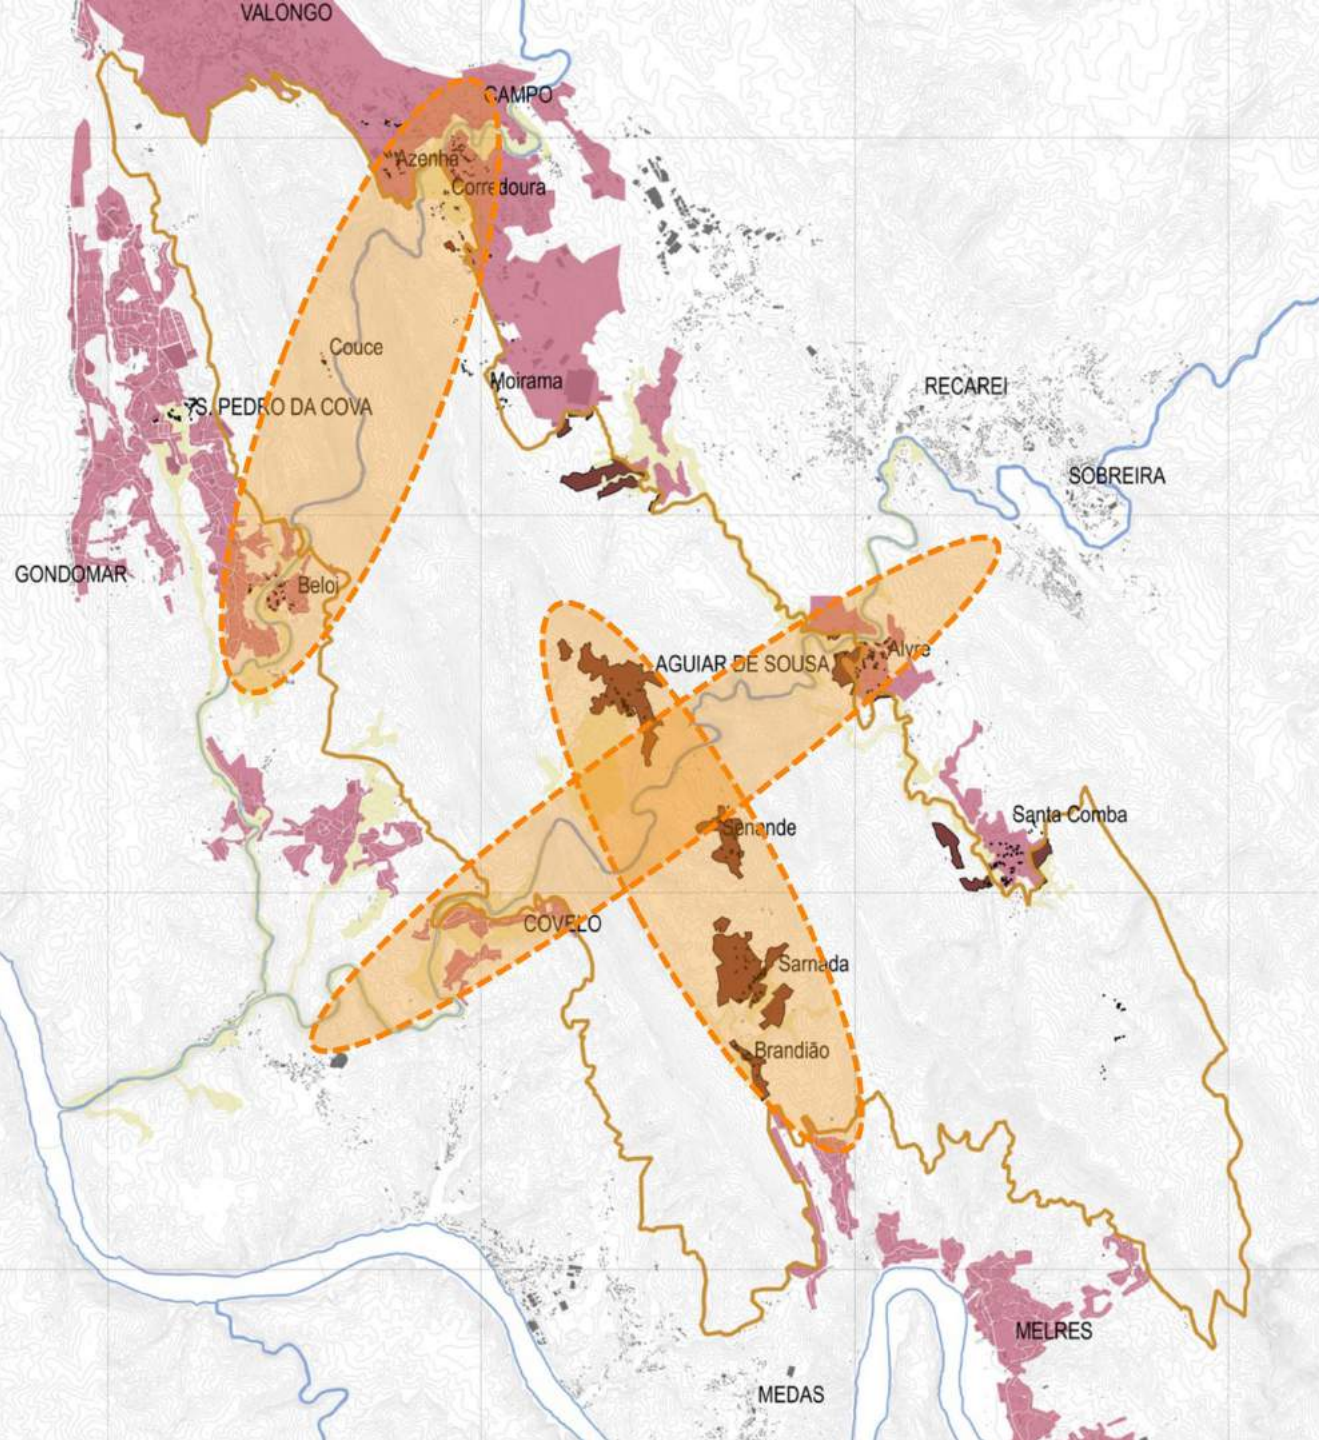 VALONGO
CAMPO
Azenha
Corredoura
Couce
Moirama
RECAREI
S. PEDRO DA COVA
SOBREIRA
GONDOMAR
Beloi
AGUIAR DE SOUSA
Alvre
Santa Comba
Senande
COVELO
Sarnada
Brandião
MELRES
MEDAS